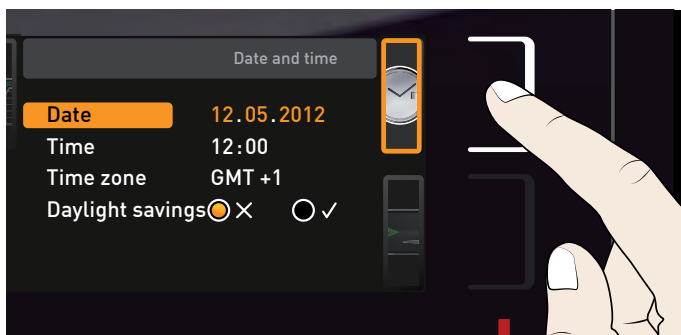 Date and time
Date 12.05.2012
Time 12:00
Time zone GMT +1
Daylight savings